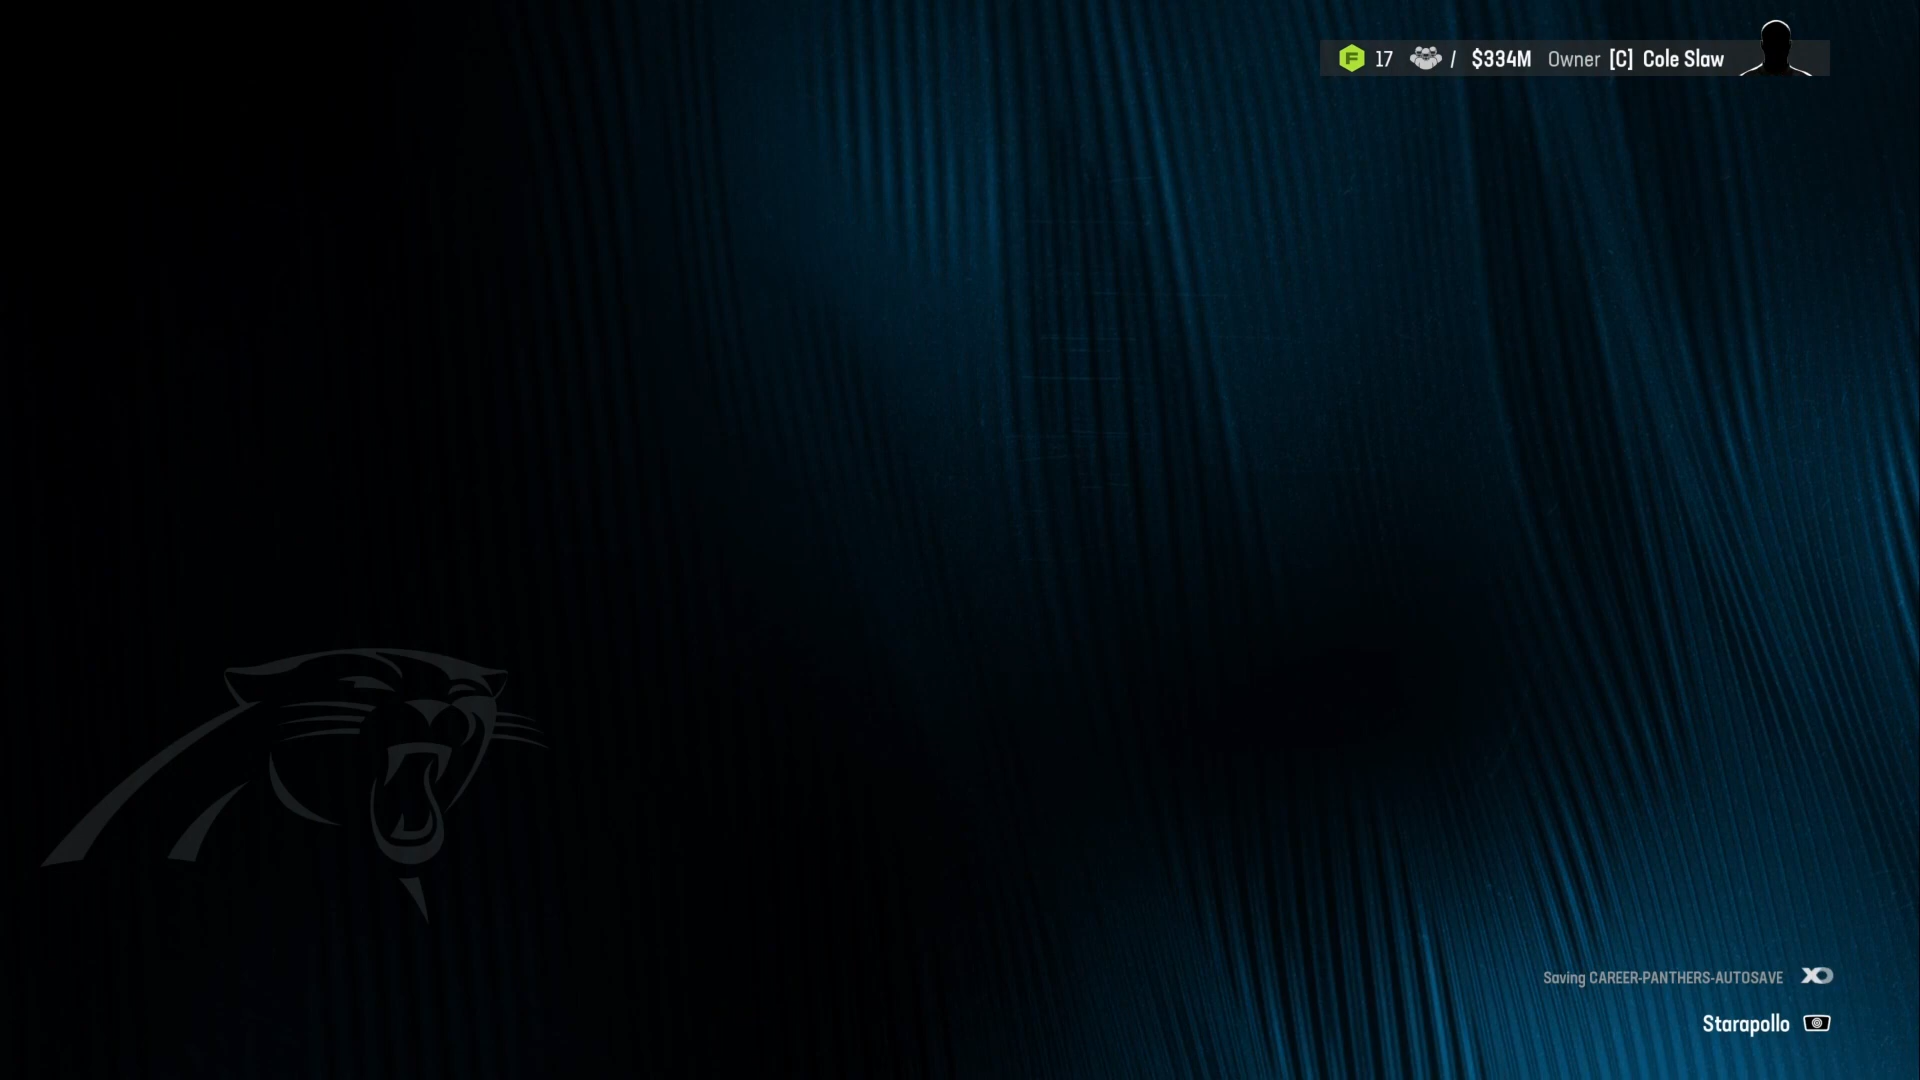 17 / $334M Owner [C] Cole Slaw
Saving CAREER-PANTHERS-AUTOSAVE
Starapollo